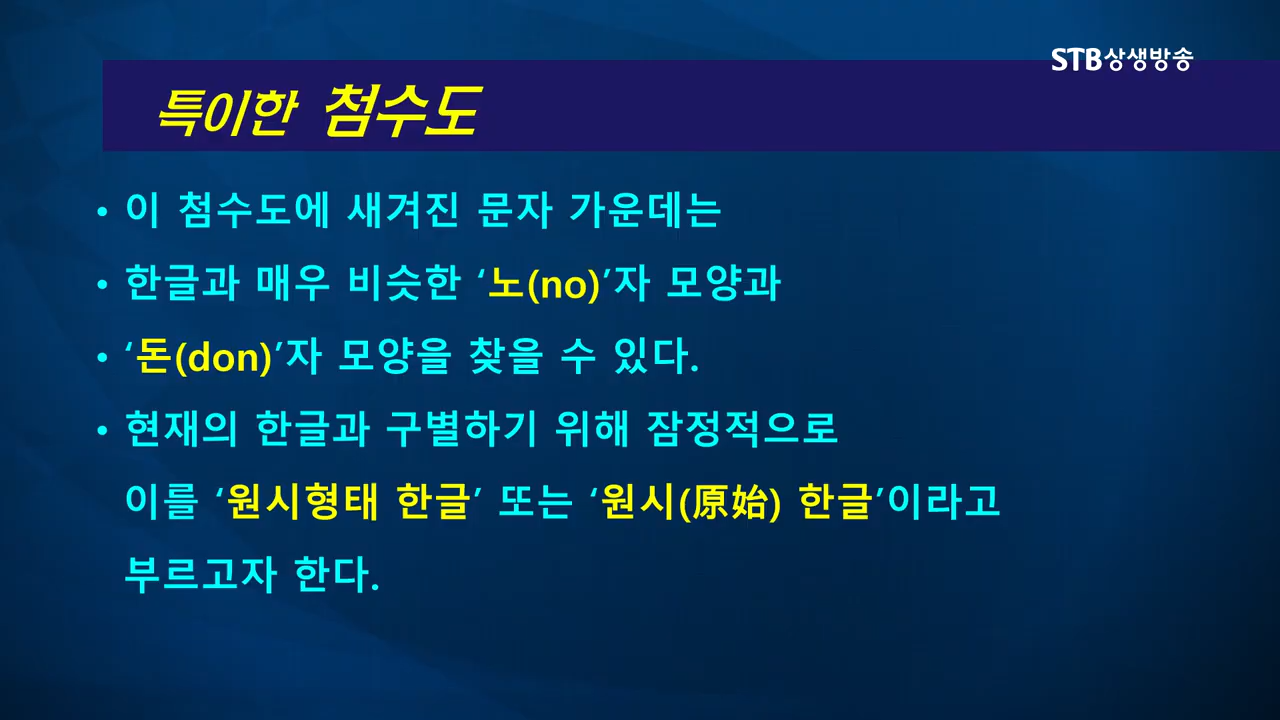 STB상생방송
특이한 첨수도
• 이 첨수도에 새겨진 문자 가운데는
• 한글과 매우 비슷한 ‘노(no)’자 모양과
• ‘돈(don)’자 모양을 찾을 수 있다.
• 현재의 한글과 구별하기 위해 잠정적으로
이를 ‘원시형태 한글’ 또는 ‘원시(原始) 한글’이라고
부르고자 한다.